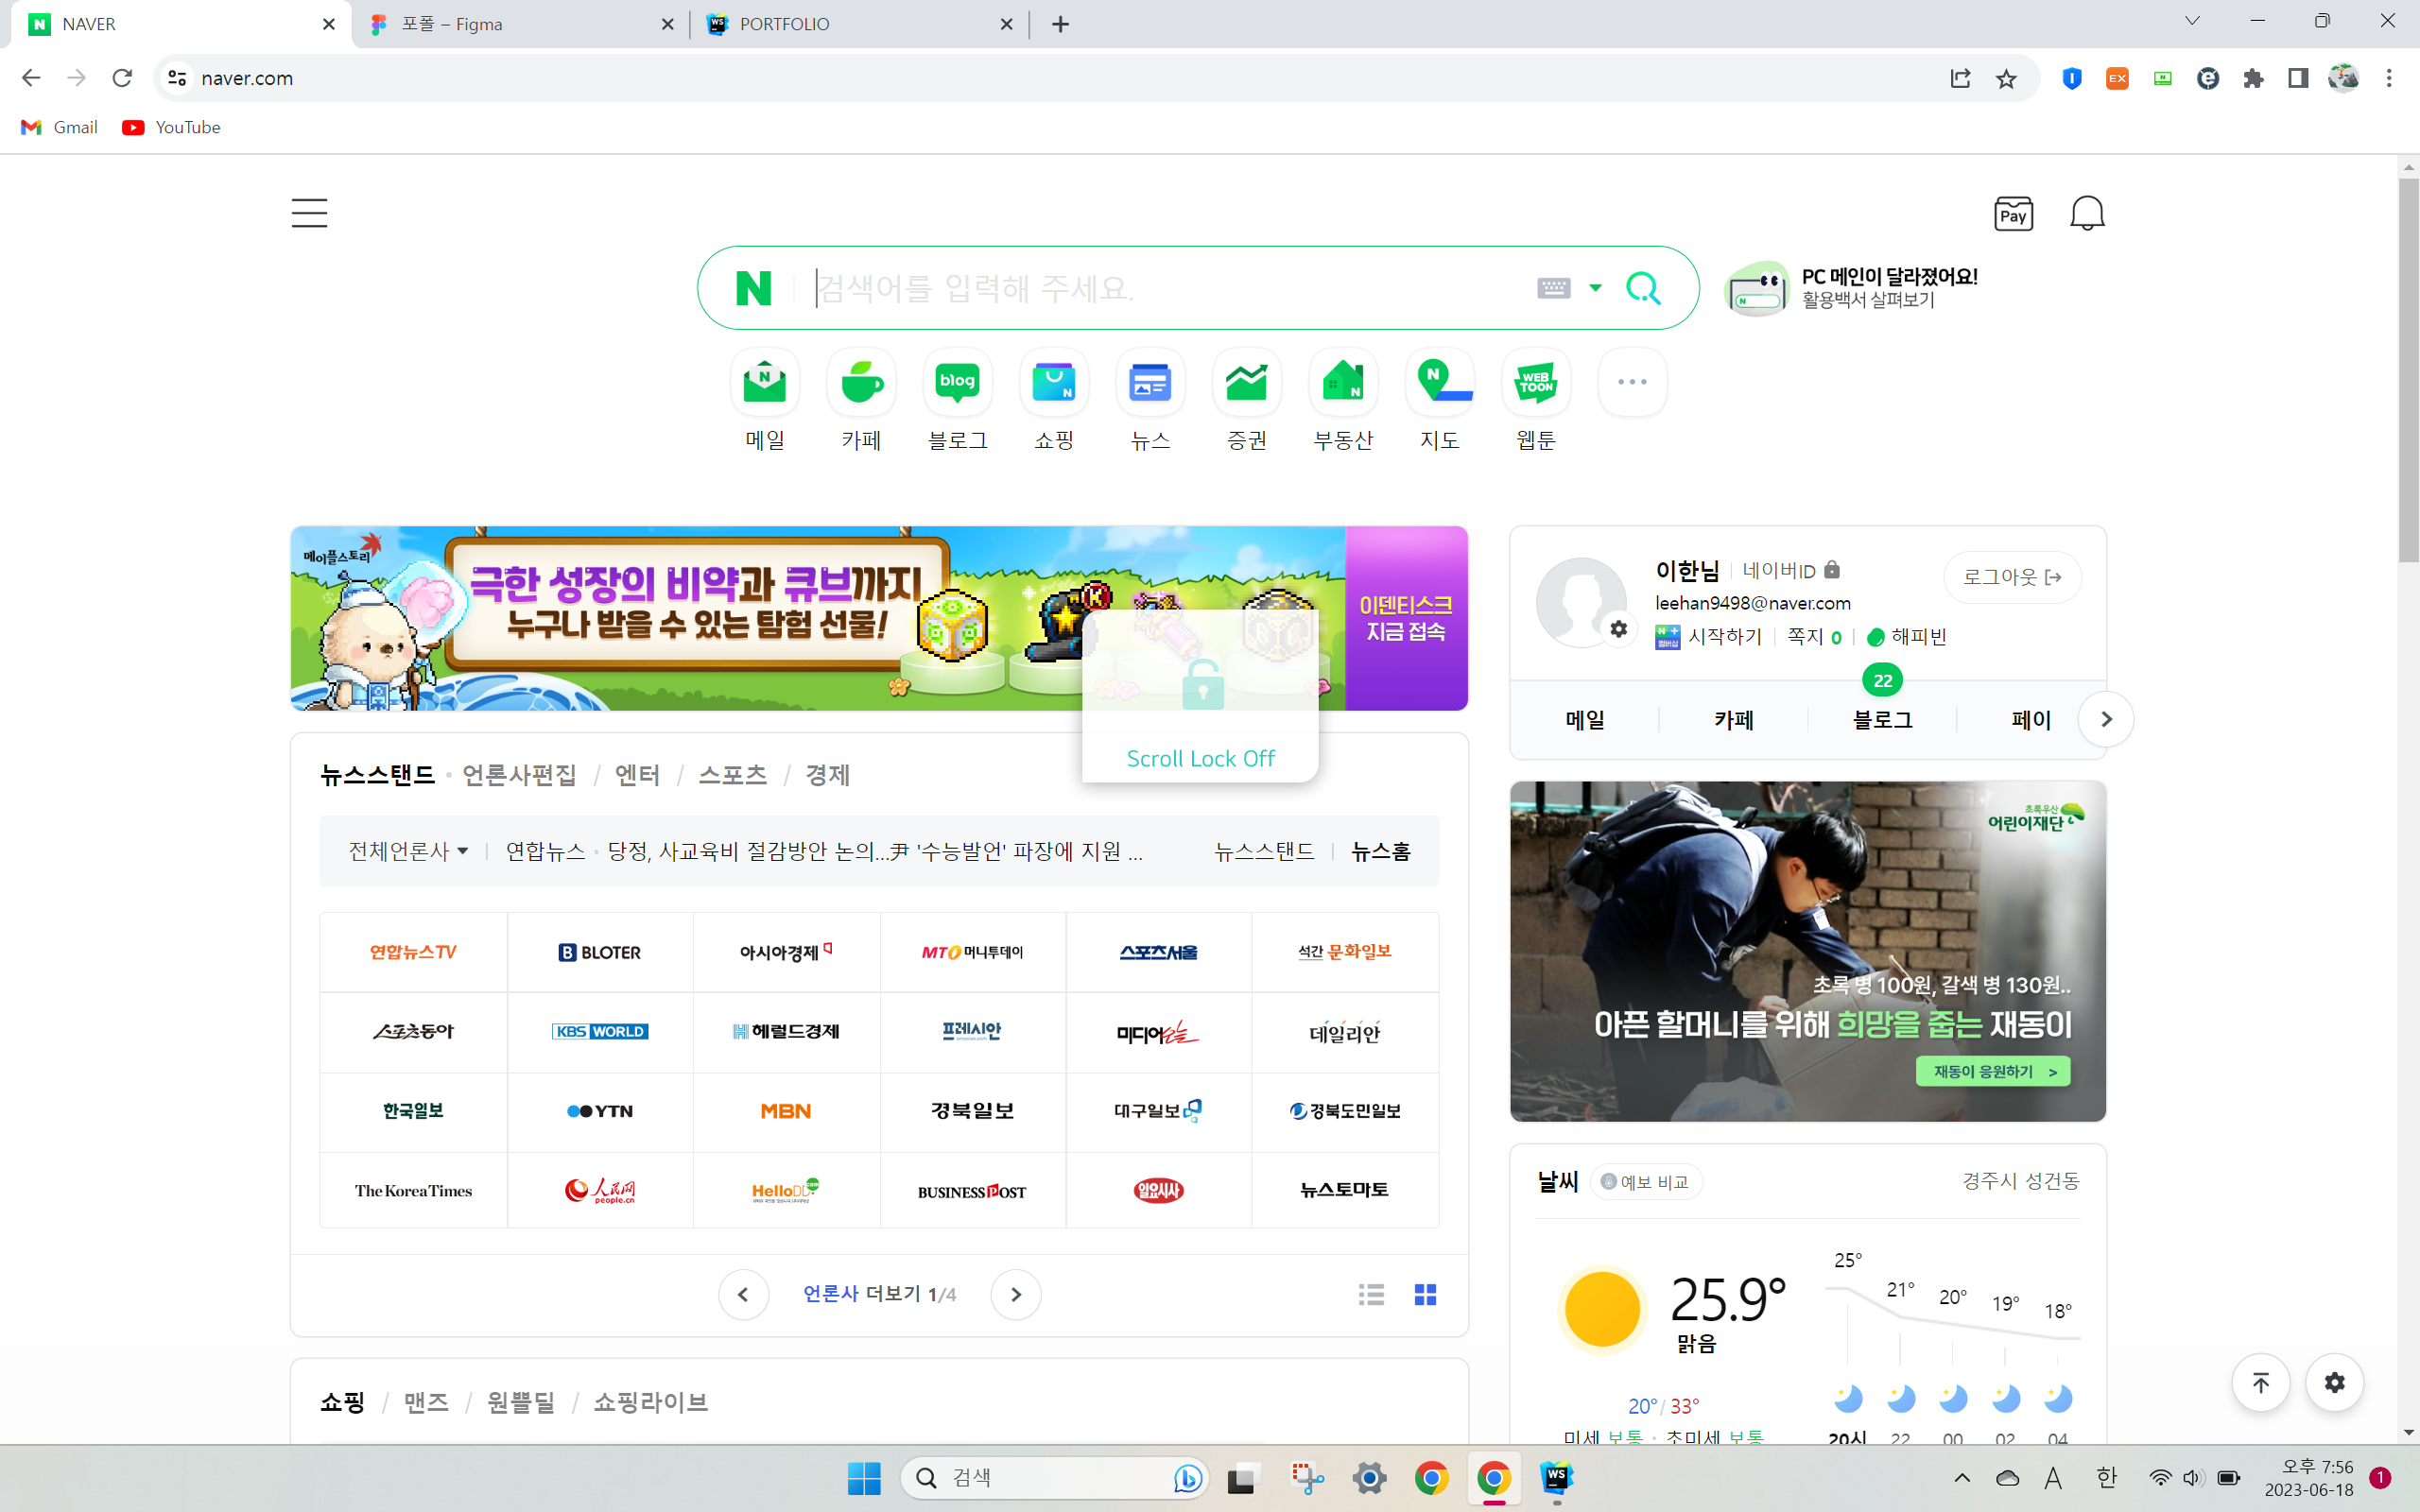 NAVER
포폴 – Figma
PORTFOLIO
naver.com
Gmail
YouTube
Pay
검색어를 입력해 주세요.
PC 메인이 달라졌어요!
활용백서 살펴보기
메일
카페
blog
블로그
쇼핑
뉴스
증권
부동산
지도
WEB
TOON
웹툰
메이플스토리
극한 성장의 비약과 큐브까지
누구나 받을 수 있는 탐험 선물!
이덴티스크
지금 접속
이한님
네이버ID
로그아웃
leehan9498@naver.com
시작하기
쪽지 0
해피빈
22
메일
카페
블로그
페이
Scroll Lock Off
뉴스스탠드 · 언론사편집 / 엔터 / 스포츠 / 경제
전체언론사
연합뉴스 · 당정, 사교육비 절감방안 논의...尹 '수능발언' 파장에 지원 ...
뉴스스탠드
뉴스홈
연합뉴스TV
BLOTER
아시아경제
MTO 머니투데이
스포츠서울
석간 문화일보
스포츠동아
KBS WORLD
헤럴드경제
프레시안
미디어오늘
데일리안
한국일보
YTN
MBN
경북일보
대구일보
경북도민일보
The Korea Times
人民网
people.cn
HelloDD
BUSINESS POST
일요시사
뉴스토마토
언론사 더보기 1/4
초록우산
어린이재단
초록 병 100원, 갈색 병 130원..
아픈 할머니를 위해 희망을 줍는 재동이
재동이 응원하기 >
날씨
예보 비교
경주시 성건동
25.9°
맑음
20° / 33°
미세 보통 · 초미세 보통
25°
21°
20°
19°
18°
20시
22
00
02
04
쇼핑 / 맨즈 / 원쁠딜 / 쇼핑라이브
검색
WS
A
한
오후 7:56
2023-06-18
1